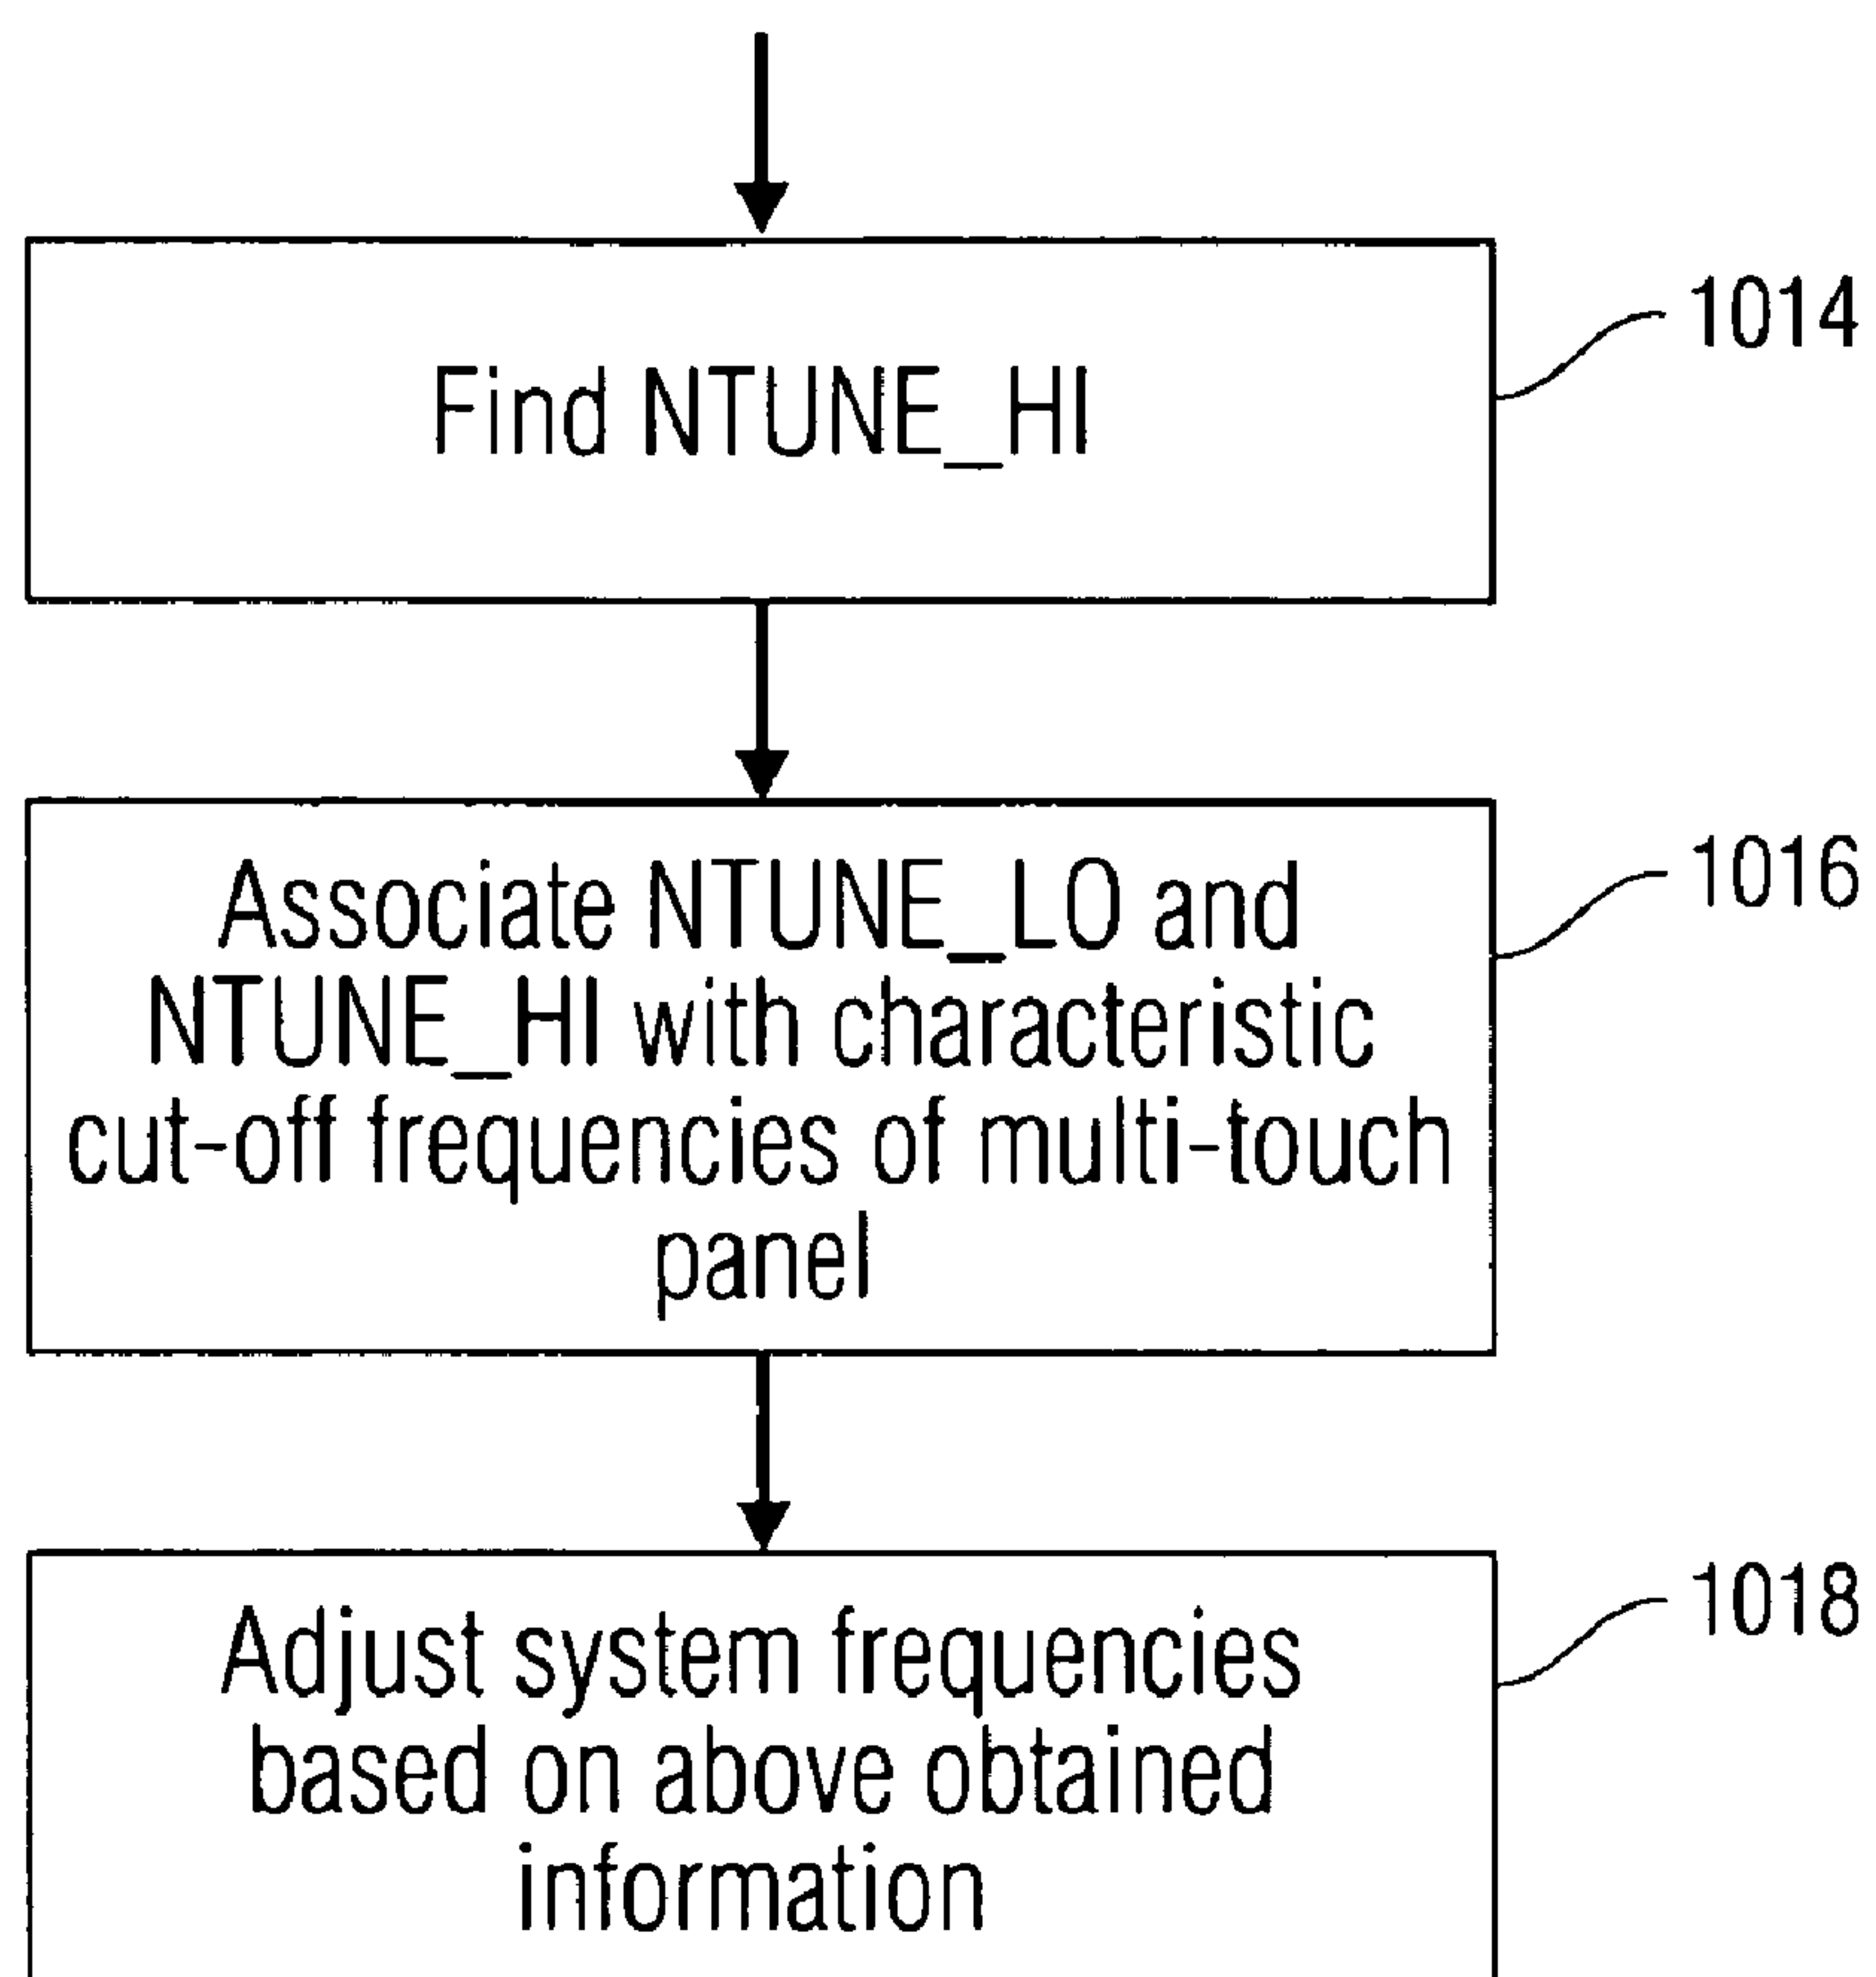 Find NTUNE_HI
1014
Associate NTUNE_LO and
NTUNE_HI with characteristic
cut-off frequencies of multi-touch
panel
1016
Adjust system frequencies
based on above obtained
information
1018